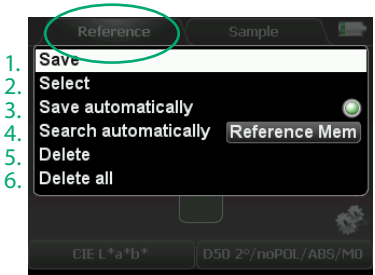 Reference Sample
1. Save
2. Select
3. Save automatically
4. Search automatically Reference Mem
5. Delete
6. Delete all
CIE L*a*b* D50 2°/noPOL/ABS/M0